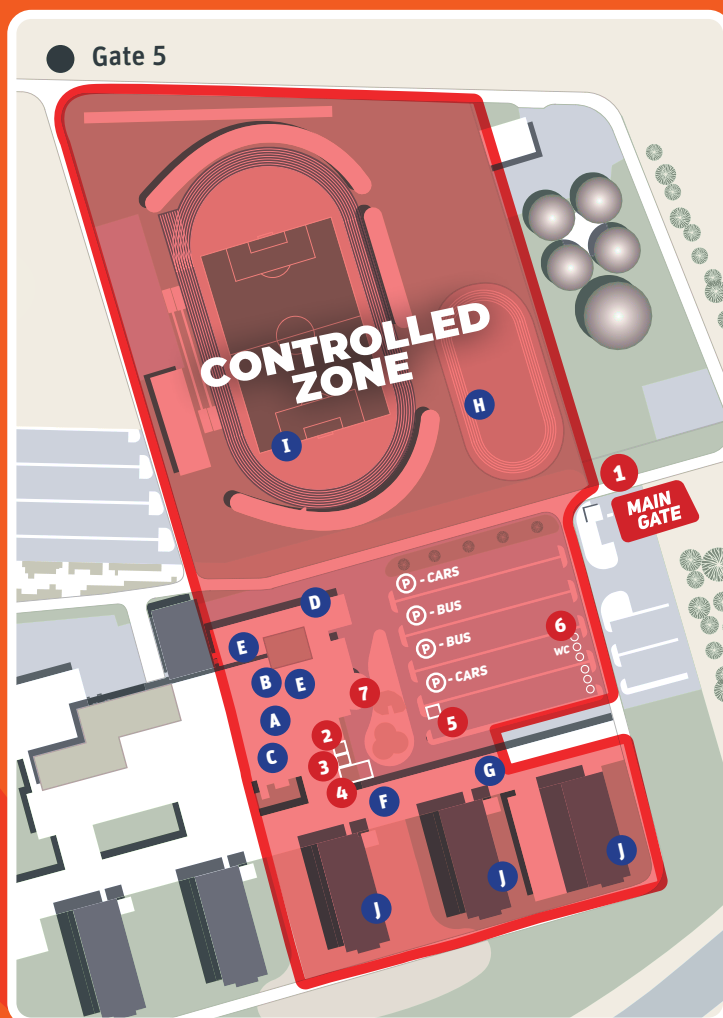 Gate 5
CONTROLLED
ZONE
H
I
1
MAIN
GATE
P - CARS
D
P - BUS
6
E
P - BUS
WC
B
E
P - CARS
7
A
5
2
C
3
G
4
F
J
J
J